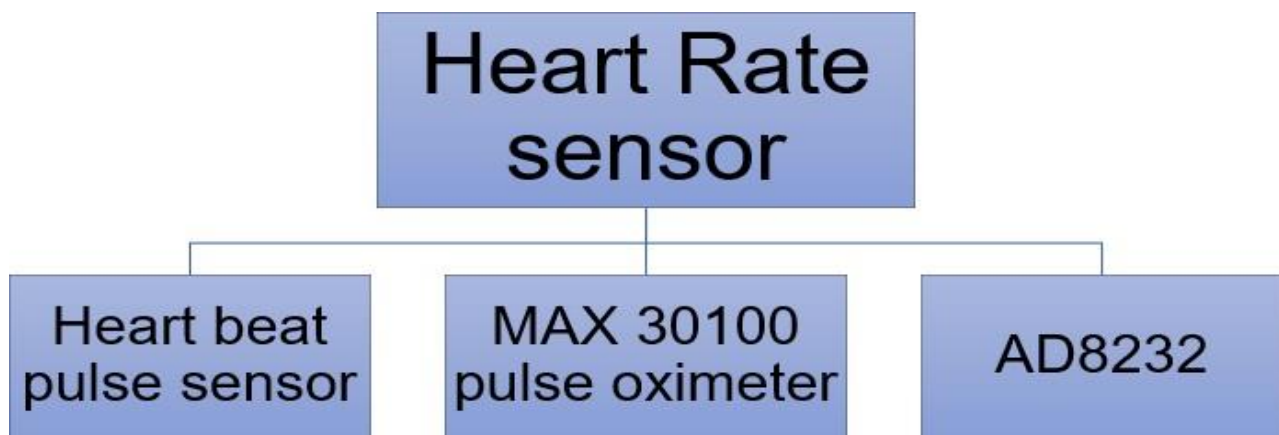 Heart Rate
sensor
Heart beat
pulse sensor
MAX 30100
pulse oximeter
AD8232